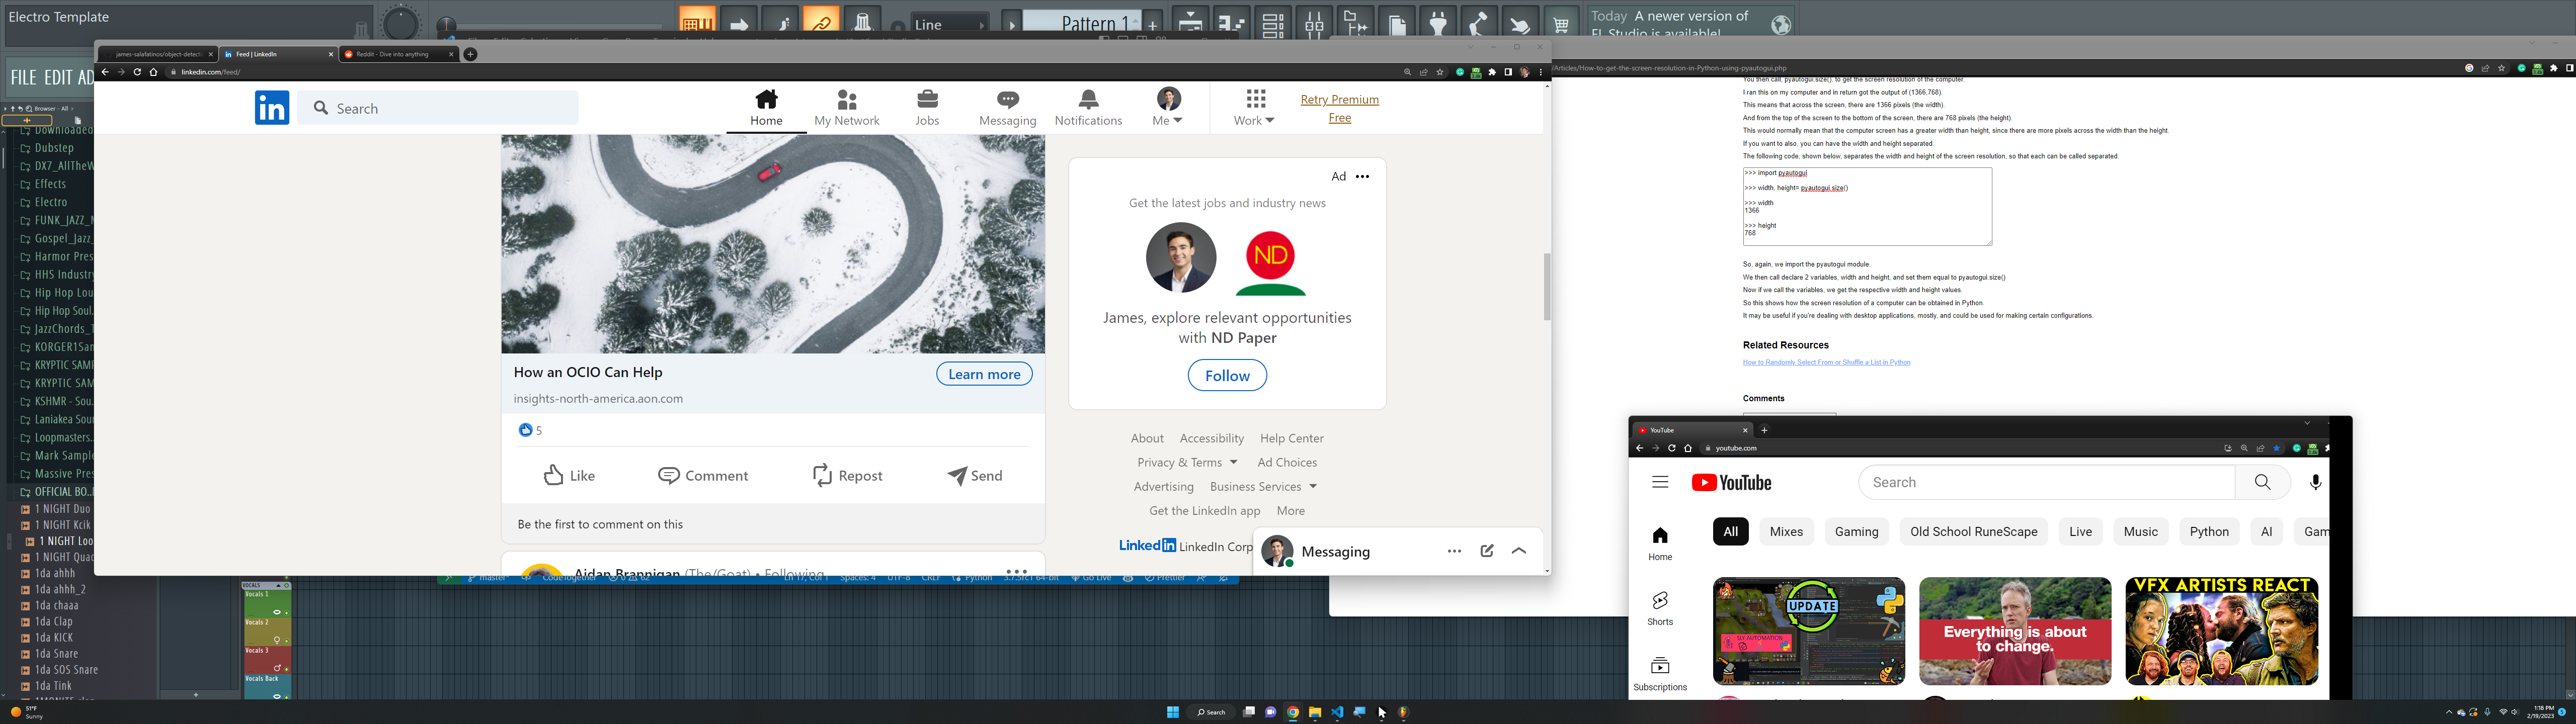 Electro Template
Line
Pattern 1
Today A newer version of
FL Studio is available!
FILE EDIT AD
Browser - All
Downloaded
Dubstep
DX7_AllTheW
Effects
Electro
FUNK_JAZZ_
Gospel_Jazz_
Harmor Pres
HHS Industry
Hip Hop Lou
Hip Hop Soul.
JazzChords_
KORGER1San
KRYPTIC SAMP
KRYPTIC SAM
KSHMR - Sou.
Laniakea Sour
Loopmasters.
Mark Sample
Massive Pres
OFFICIAL BO..
1 NIGHT Duo
1 NIGHT Kcik
1 NIGHT Loo
1 NIGHT Quac
1da ahhh
1da ahhh_2
1da chaaa
1da Clap
1da KICK
1da Snare
1da SOS Snare
1da Tink
VOCALS
Vocals 1
Vocals 2
Vocals 3
Vocals Back
james-salafatinos/object-detect
Feed | LinkedIn
Reddit - Dive into anything
linkedin.com/feed/
Search
Home
My Network
Jobs
Messaging
Notifications
Me
Work
Retry Premium
Free
How an OCIO Can Help
Learn more
insights-north-america.aon.com
5
Like
Comment
Repost
Send
Be the first to comment on this
Aidan Brannigan (The/Goat) • Following
Ad
Get the latest jobs and industry news
ND
James, explore relevant opportunities
with ND Paper
Follow
About Accessibility Help Center
Privacy & Terms Ad Choices
Advertising Business Services
Get the LinkedIn app More
LinkedIn LinkedIn Corp
Messaging
master*
CodeTogether
0 62
Ln 17, Col 1
Spaces: 4
UTF-8
CRLF
Python
3.7.5rc1 64-bit
Go Live
Prettier
/Articles/How-to-get-the-screen-resolution-in-Python-using-pyautogui.php
You then call, pyautogui.size(), to get the screen resolution of the computer.
I ran this on my computer and in return got the output of (1366,768).
This means that across the screen, there are 1366 pixels (the width).
And from the top of the screen to the bottom of the screen, there are 768 pixels (the height).
This would normally mean that the computer screen has a greater width than height, since there are more pixels across the width than the height.
If you want to also, you can have the width and height separated.
The following code, shown below, separates the width and height of the screen resolution, so that each can be called separated.
>>> import pyautogui
>>> width, height= pyautogui.size()
>>> width
1366
>>> height
768
So, again, we import the pyautogui module.
We then call declare 2 variables, width and height, and set them equal to pyautogui.size()
Now if we call the variables, we get the respective width and height values.
So this shows how the screen resolution of a computer can be obtained in Python.
It may be useful if you're dealing with desktop applications, mostly, and could be used for making certain configurations.
Related Resources
How to Randomly Select From or Shuffle a List in Python
Comments
YouTube
youtube.com
YouTube
Search
All
Mixes
Gaming
Old School RuneScape
Live
Music
Python
AI
Gam
Home
Shorts
Subscriptions
UPDATE
SLY AUTOMATION
Everything is about
to change.
VFX ARTISTS REACT
51°F
Sunny
Search
1:18 PM
2/19/2023